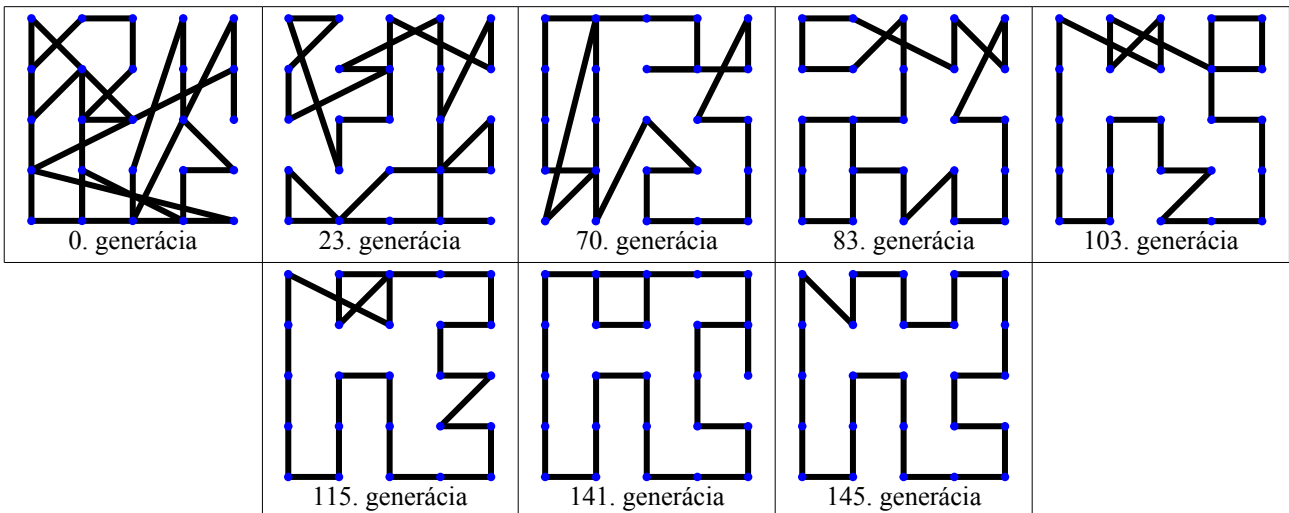 0. generácia
23. generácia
70. generácia
83. generácia
103. generácia
115. generácia
141. generácia
145. generácia